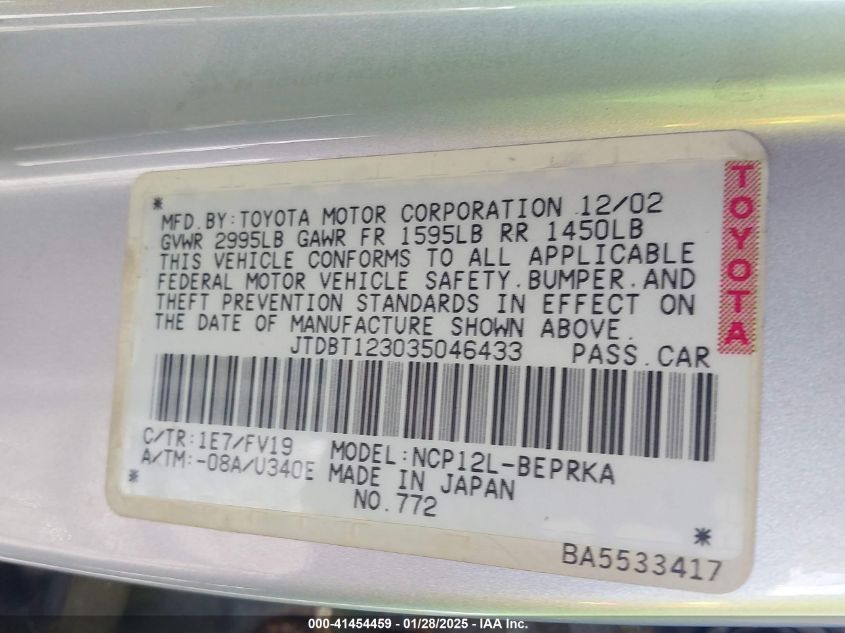 MFD. BY: TOYOTA MOTOR CORPORATION 12/02
GVWR 2995LB GAWR FR 1595LB RR 1450LB
THIS VEHICLE CONFORMS TO ALL APPLICABLE
FEDERAL MOTOR VEHICLE SAFETY. BUMPER. AND
THEFT PREVENTION STANDARDS IN EFFECT ON
THE DATE OF MANUFACTURE SHOWN ABOVE.
JTDBT123035046433 PASS. CAR
C/TR: 1E7/FV19 MODEL: NCP12L-BEPRKA
A/TM: -08A/U340E MADE IN JAPAN
NO. 772
BA5533417
TOYOTA
000-41454459 - 01/28/2025 - IAA Inc.